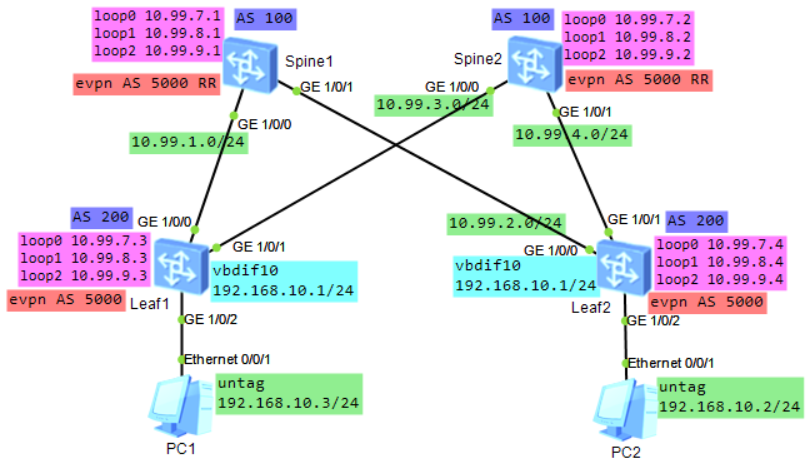 loop0 10.99.7.1
loop1 10.99.8.1
loop2 10.99.9.1
AS 100
Spine1
evpn AS 5000 RR
GE 1/0/1
GE 1/0/0
10.99.1.0/24
AS 100
loop0 10.99.7.2
loop1 10.99.8.2
loop2 10.99.9.2
Spine2
evpn AS 5000 RR
GE 1/0/0
10.99.3.0/24
GE 1/0/1
10.99.4.0/24
AS 200
GE 1/0/0
loop0 10.99.7.3
loop1 10.99.8.3
loop2 10.99.9.3
GE 1/0/1
vbdif10
192.168.10.1/24
evpn AS 5000
Leaf1
GE 1/0/2
Ethernet 0/0/1
untag
192.168.10.3/24
PC1
10.99.2.0/24
GE 1/0/1
AS 200
GE 1/0/0
loop0 10.99.7.4
loop1 10.99.8.4
loop2 10.99.9.4
vbdif10
192.168.10.1/24
Leaf2
evpn AS 5000
GE 1/0/2
Ethernet 0/0/1
untag
192.168.10.2/24
PC2